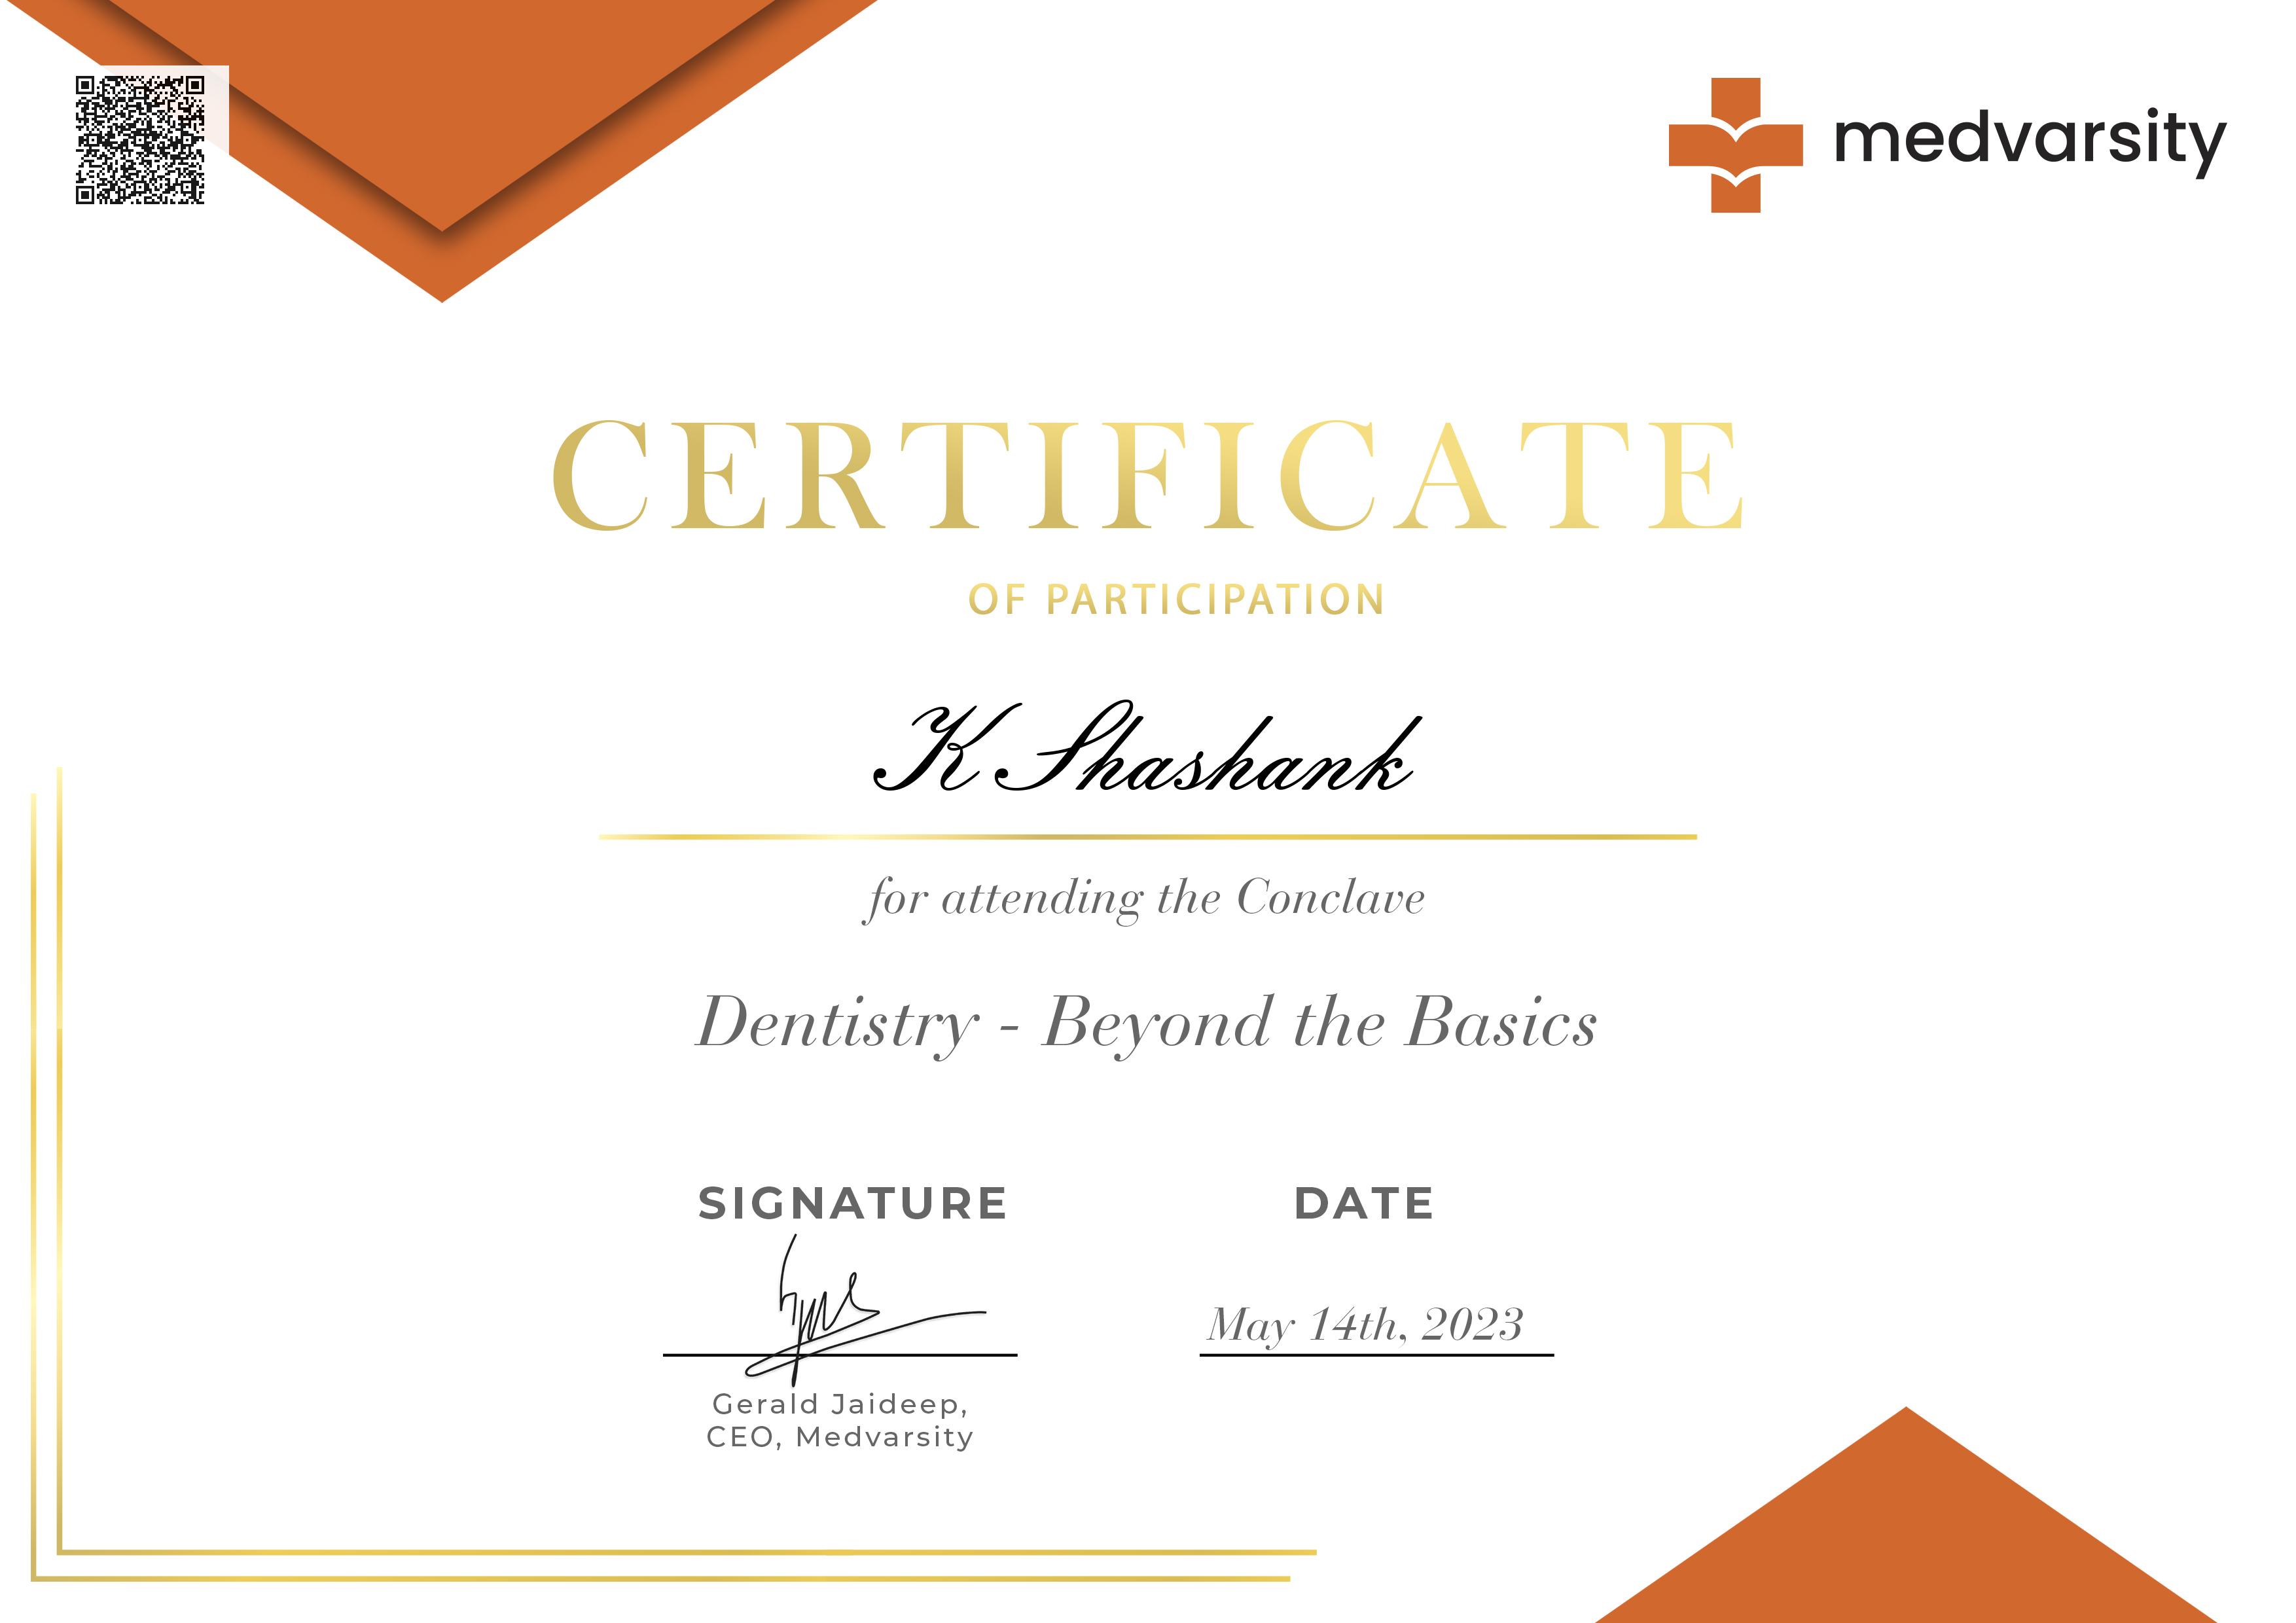 medvarsity
CERTIFICATE
OF PARTICIPATION
K Shashank
for attending the Conclave
Dentistry - Beyond the Basics
SIGNATURE
DATE
May 14th, 2023
Gerald Jaideep,
CEO, Medvarsity